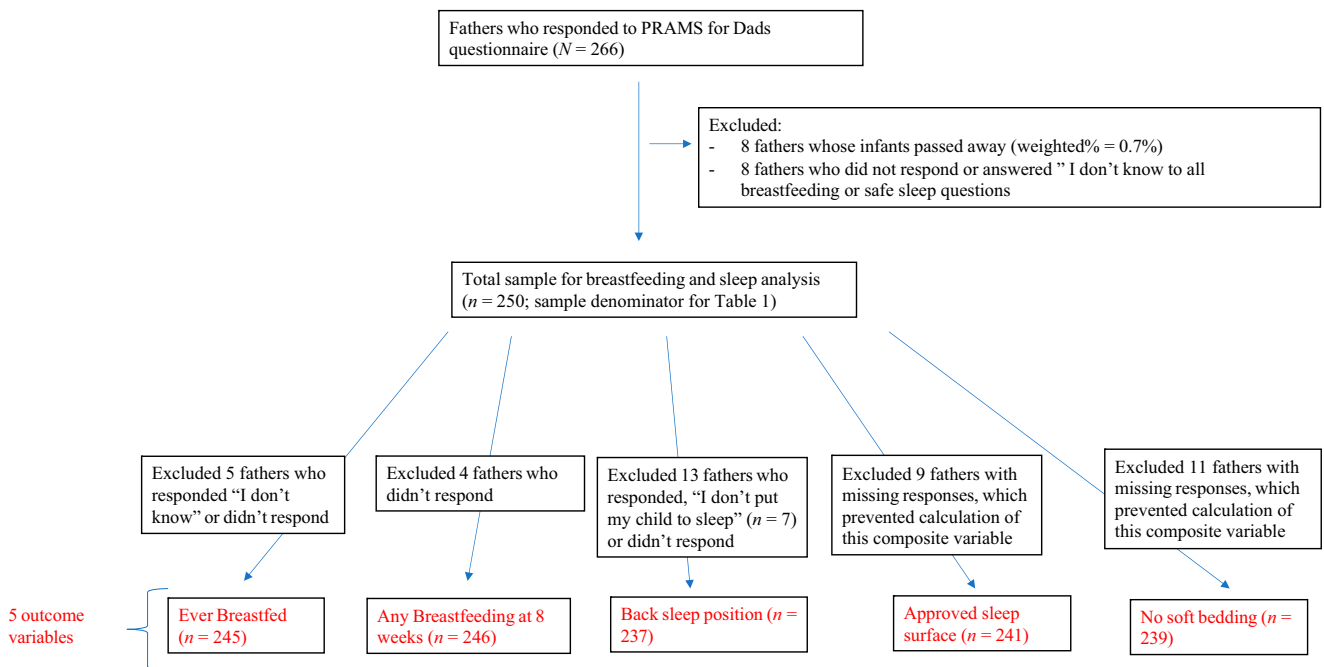 Fathers who responded to PRAMS for Dads
questionnaire (N = 266)
Excluded:
- 8 fathers whose infants passed away (weighted% = 0.7%)
- 8 fathers who did not respond or answered ” I don’t know to all
breastfeeding or safe sleep questions
Total sample for breastfeeding and sleep analysis
(n = 250; sample denominator for Table 1)
Excluded 5 fathers who
responded “I don’t
know” or didn’t respond
Excluded 4 fathers who
didn’t respond
Excluded 13 fathers who
responded, “I don’t put
my child to sleep” (n = 7)
or didn’t respond
Excluded 9 fathers with
missing responses, which
prevented calculation of
this composite variable
Excluded 11 fathers with
missing responses, which
prevented calculation of
this composite variable
5 outcome
variables
Ever Breastfed
(n = 245)
Any Breastfeeding at 8
weeks (n = 246)
Back sleep position (n =
237)
Approved sleep
surface (n = 241)
No soft bedding (n =
239)